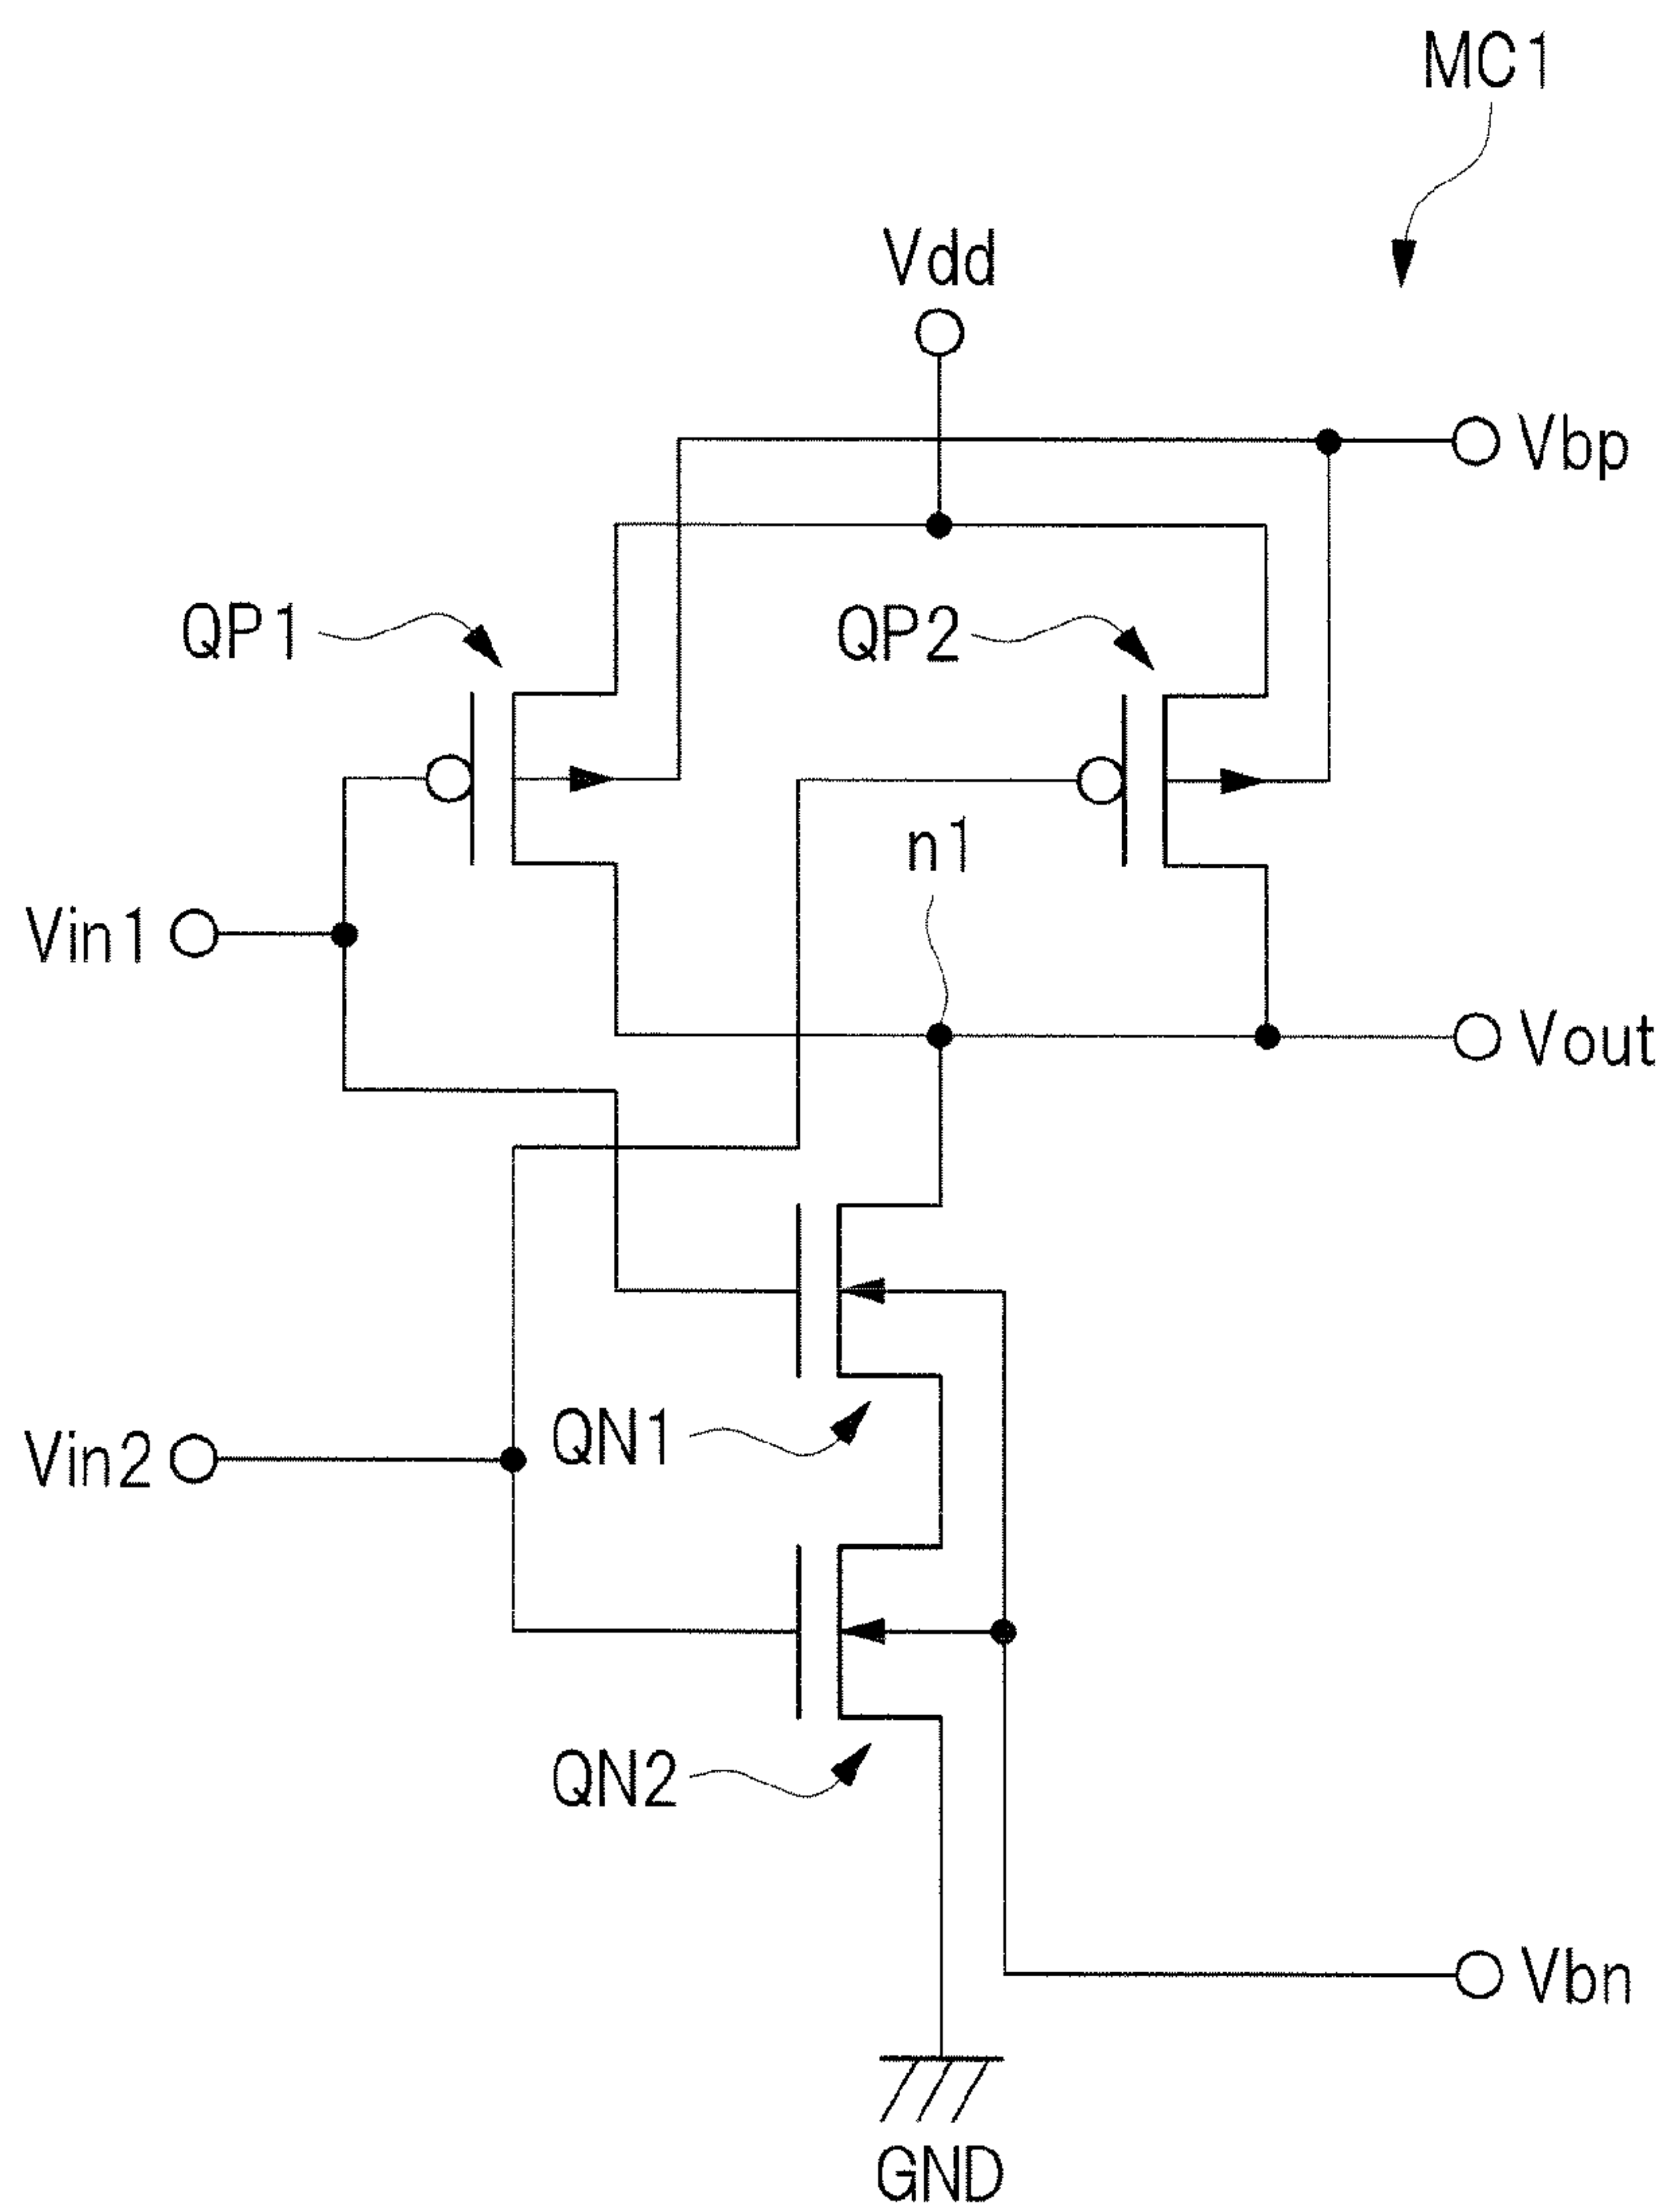 MC1
Vdd
Vbp
QP1
QP2
n1
Vin1
Vout
QN1
Vin2
QN2
Vbn
GND